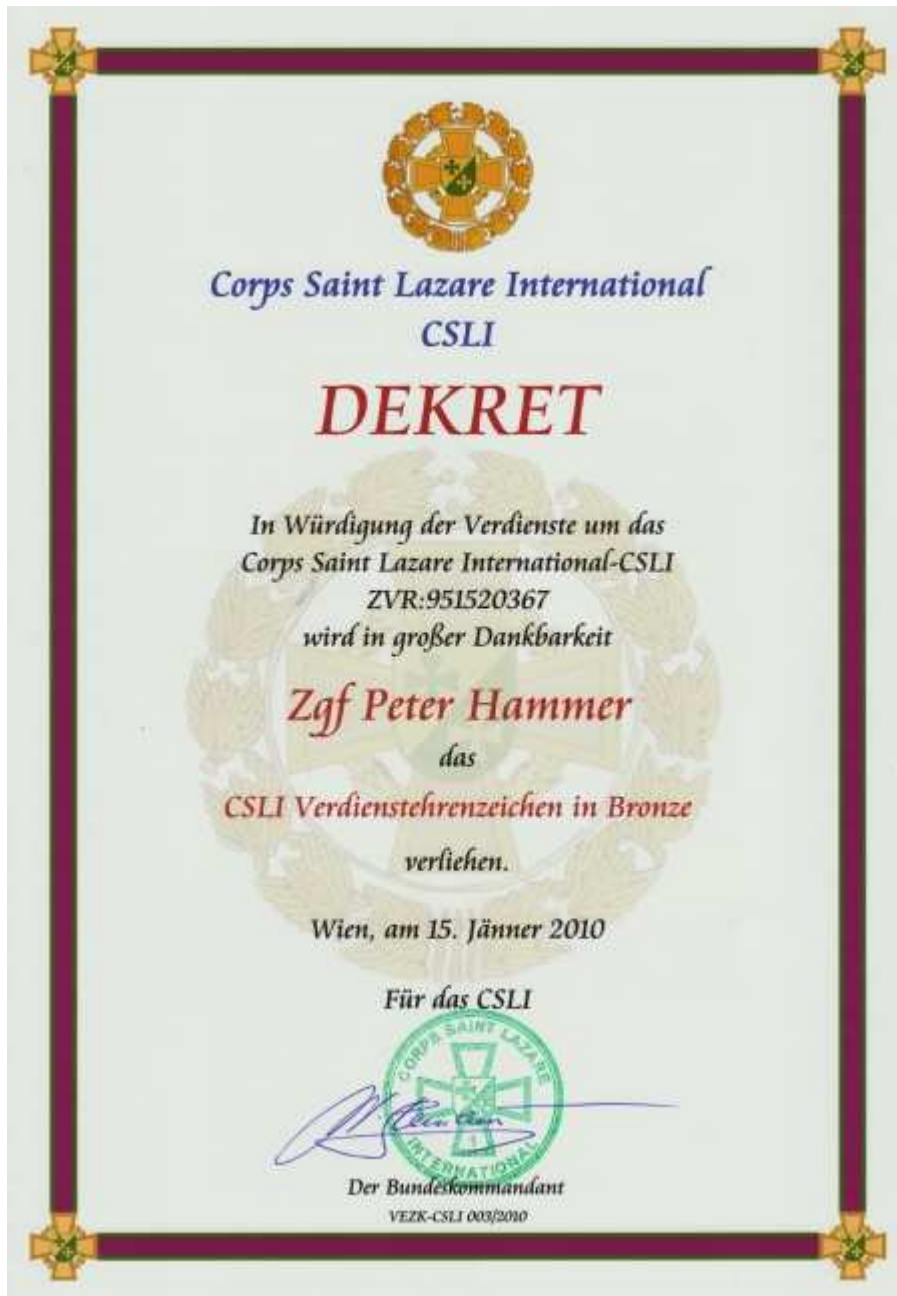 Corps Saint Lazare International
CSLI
DEKRET
In Würdigung der Verdienste um das
Corps Saint Lazare International-CSLI
ZVR:951520367
wird in großer Dankbarkeit
Zgf Peter Hammer
das
CSLI Verdienstehrenzeichen in Bronze
verliehen.
Wien, am 15. Jänner 2010
Für das CSLI
CORPS SAINT LAZARE
INTERNATIONAL
Der Bundeskommandant
VEZK-CSLI 003/2010